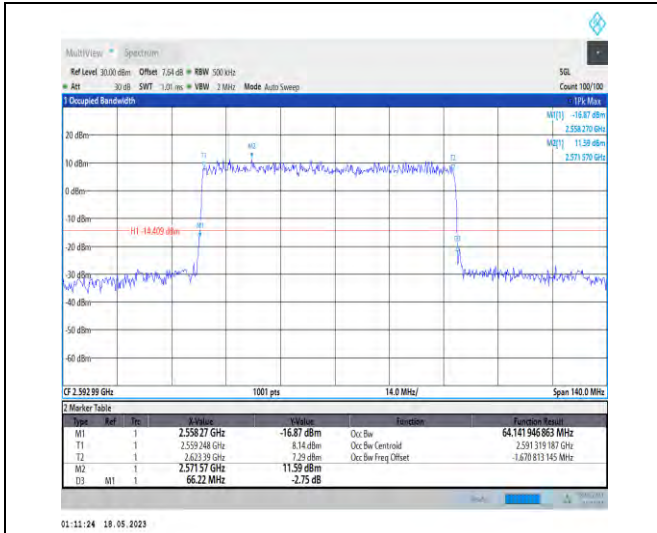 MultiView Spectrum
Ref Level 30.00 dBm Offset 7.64 dB RBW 500 kHz SGL
Att 30 dB SWT 1.01 ms VBW 2 MHz Mode Auto Sweep Count 100/100
1 Occupied Bandwidth 1Pk Max
M1[1] -16.87 dBm
2.558 270 GHz
M2[1] 11.59 dBm
2.571 570 GHz
20 dBm
M2
T1 T2
10 dBm
0 dBm
-10 dBm
M1
H1 -14.409 dBm
D3
-20 dBm
-30 dBm
-40 dBm
-50 dBm
-60 dBm
CF 2.592 99 GHz 1001 pts 14.0 MHz/ Span 140.0 MHz
2 Marker Table
Type Ref Trc X-Value Y-Value Function Function Result
M1 1 2.558 27 GHz -16.87 dBm Occ Bw 64.141 946 863 MHz
T1 1 2.559 248 GHz 8.14 dBm Occ Bw Centroid 2.591 319 187 GHz
T2 1 2.623 39 GHz 7.29 dBm Occ Bw Freq Offset -1.670 813 145 MHz
M2 1 2.571 57 GHz 11.59 dBm
D3 M1 1 66.22 MHz -2.75 dB
01:11:24 18.05.2023